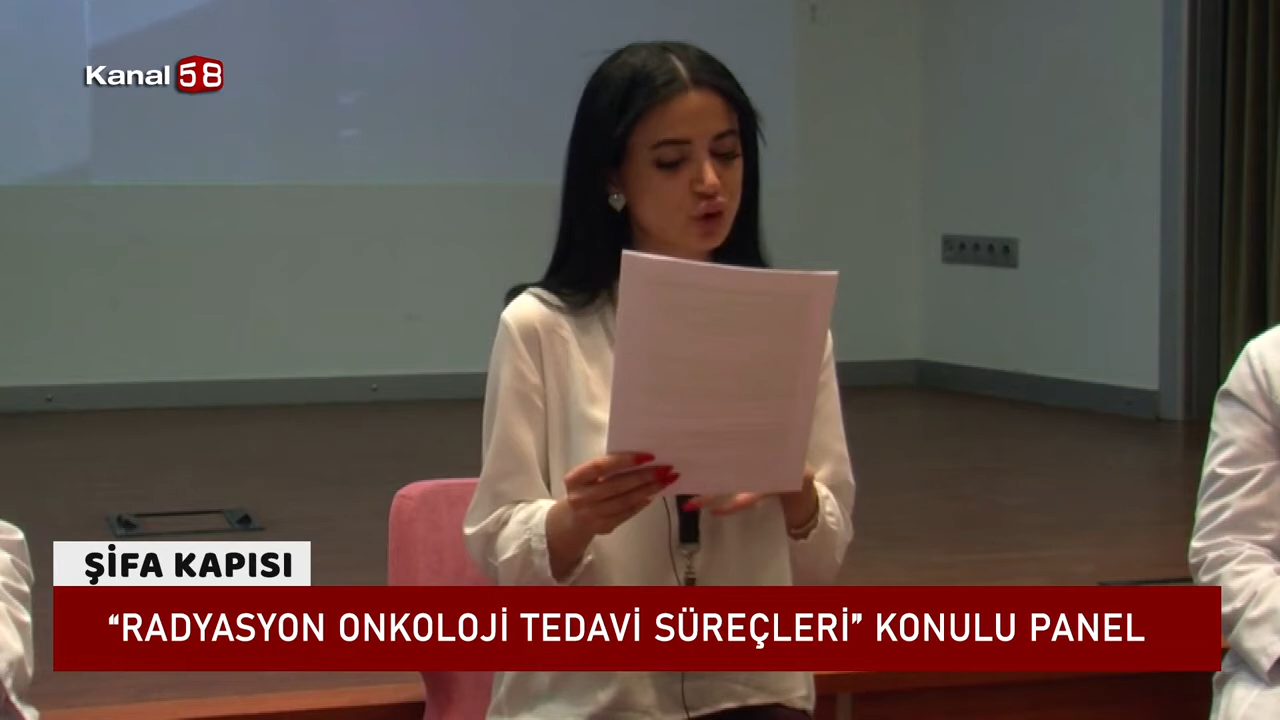 Kanal 58
ŞİFA KAPISI
“RADYASYON ONKOLOJİ TEDAVİ SÜREÇLERİ” KONULU PANEL